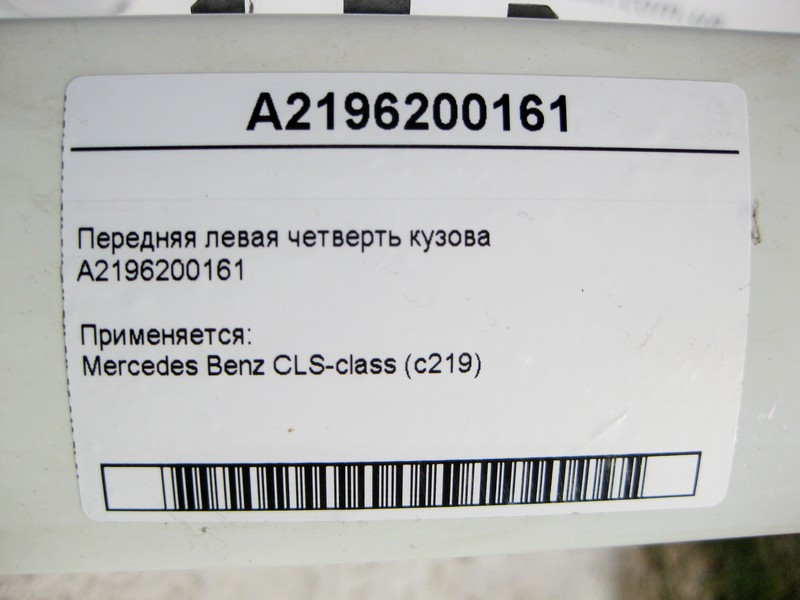 A2196200161
Передняя левая четверть кузова
A2196200161
Применяется:
Mercedes Benz CLS-class (c219)